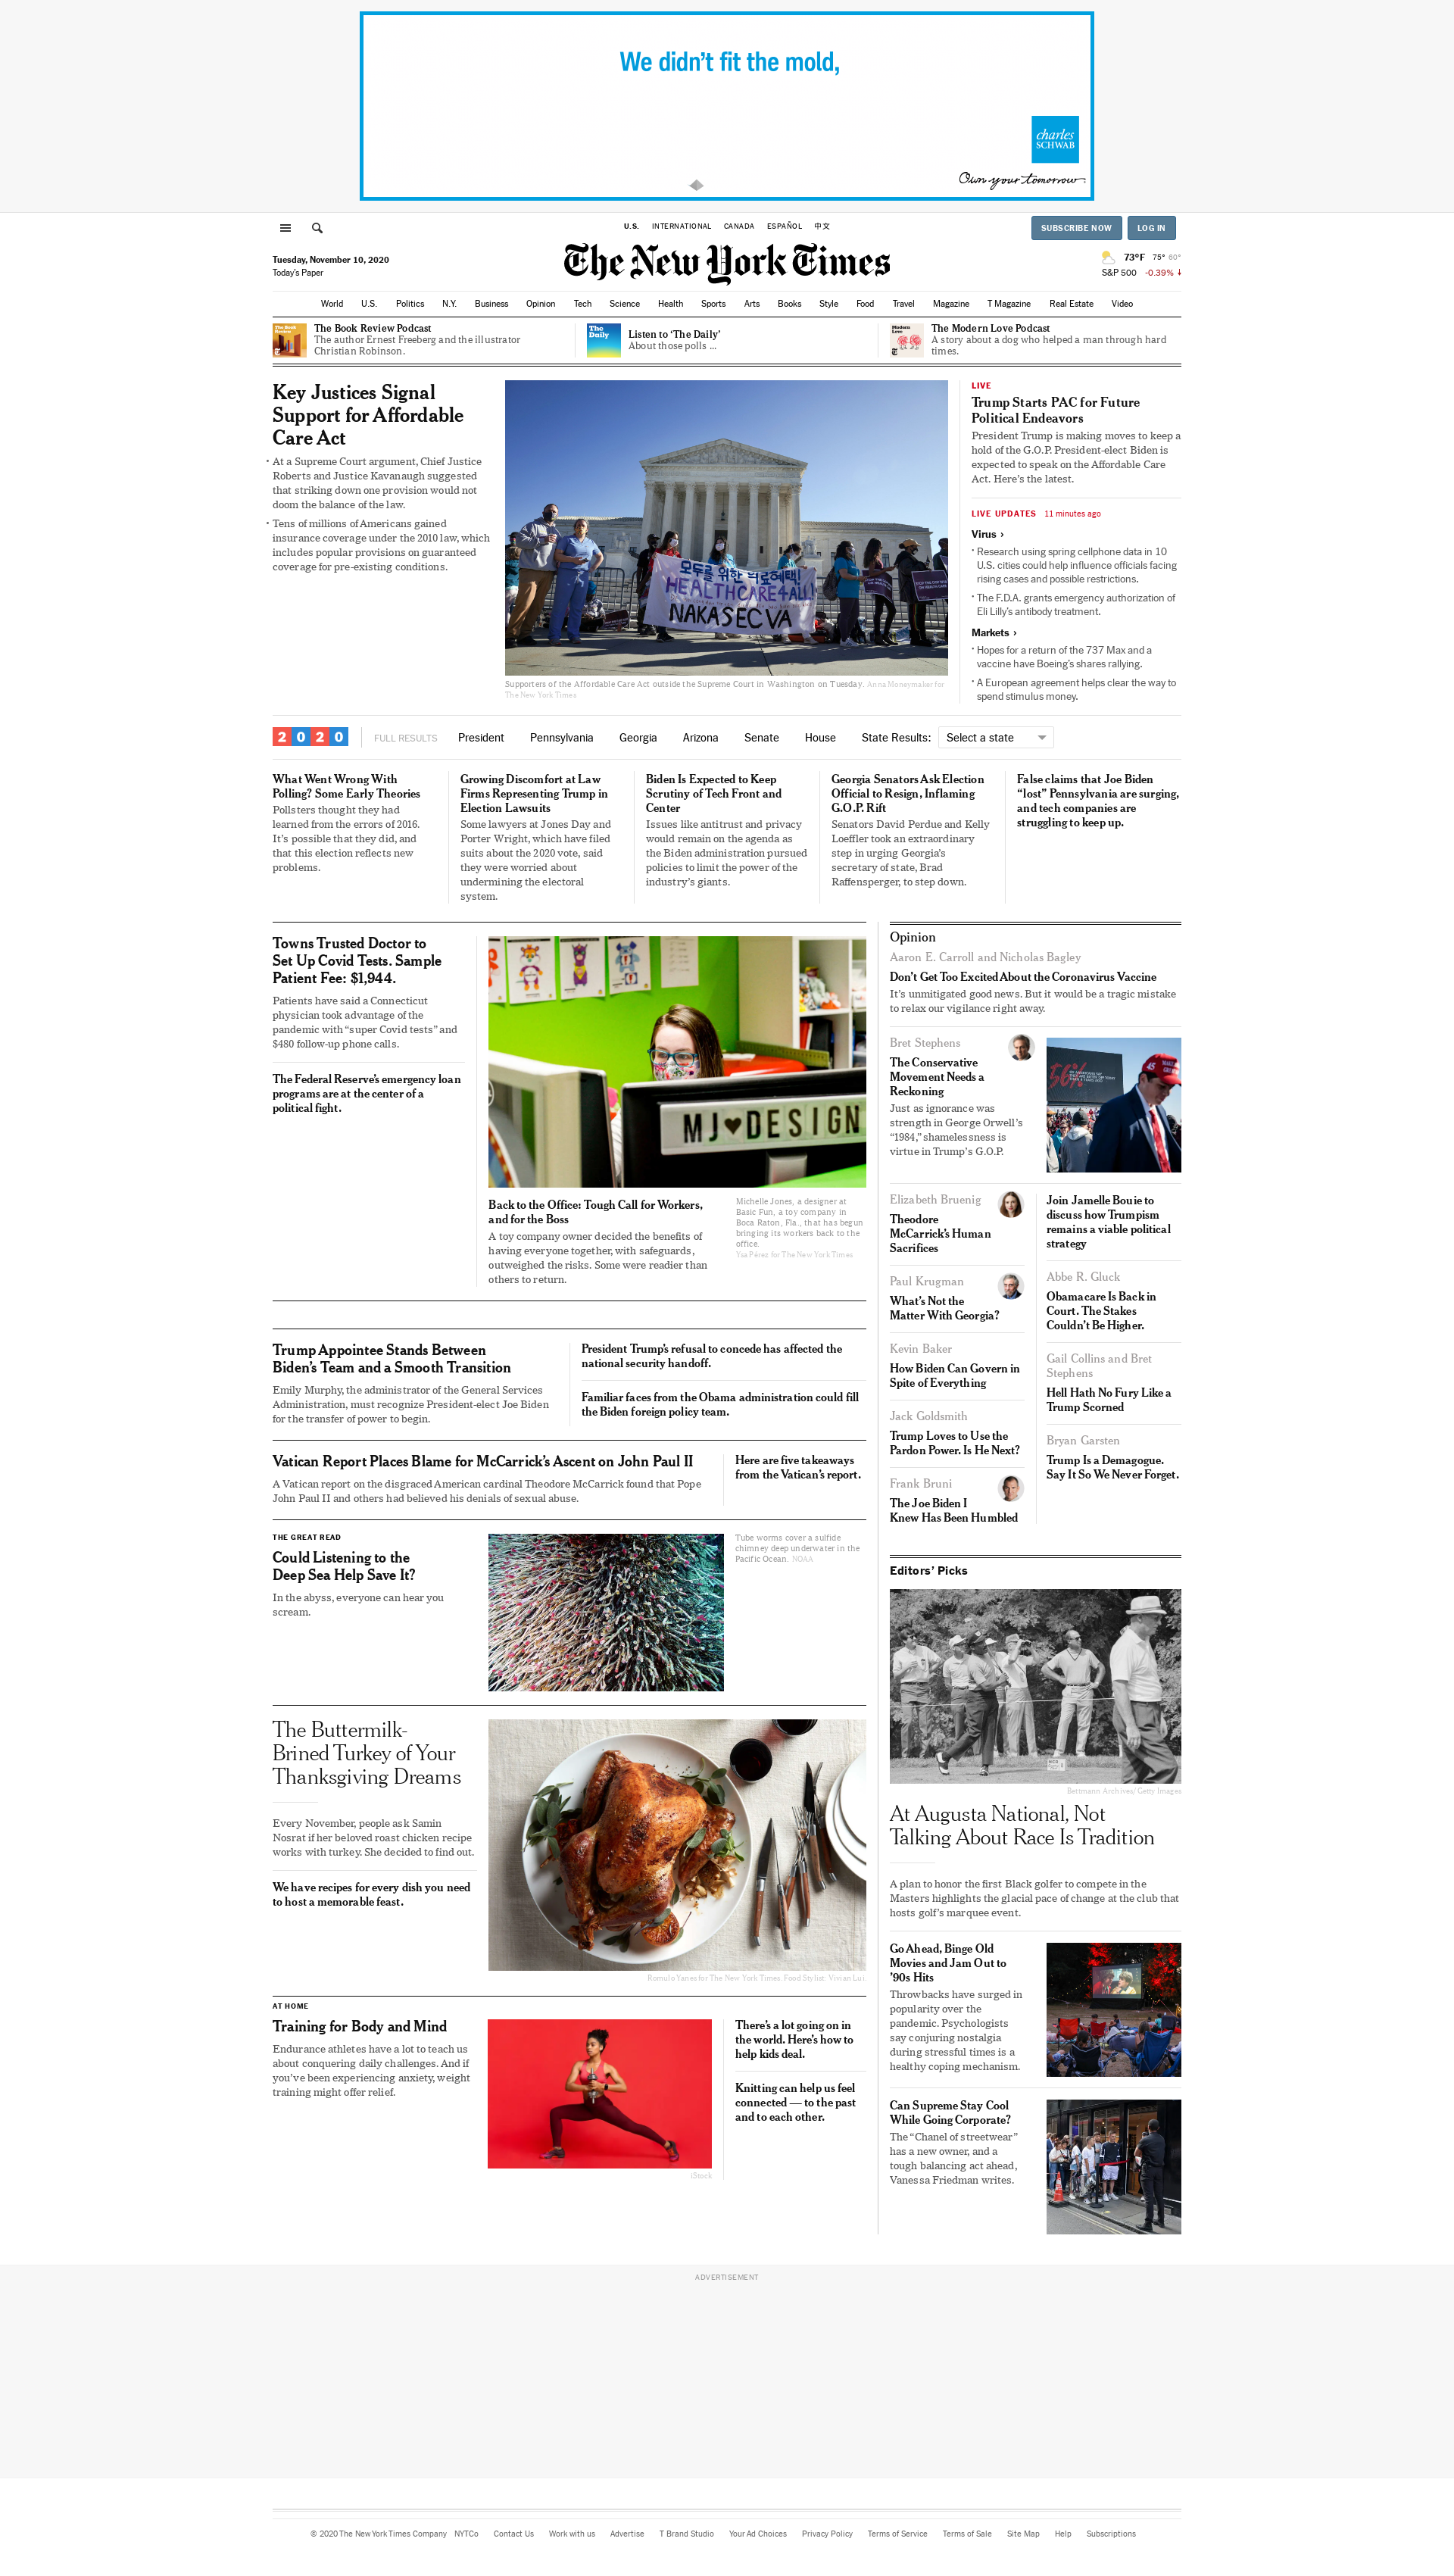 We didn't fit the mold,
charles
SCHWAB
Own your tomorrow
U.S. INTERNATIONAL CANADA ESPAÑOL 中文
SUBSCRIBE NOW LOG IN
Tuesday, November 10, 2020
Today's Paper
The New York Times
73°F 75° 60°
S&P 500 -0.39%
World U.S. Politics N.Y. Business Opinion Tech Science Health Sports Arts Books Style Food Travel Magazine T Magazine Real Estate Video
The Book Review Podcast
The author Ernest Freeberg and the illustrator
Christian Robinson.
The
Daily
Listen to 'The Daily'
About those polls ...
Modern
Love
The Modern Love Podcast
A story about a dog who helped a man through hard
times.
Key Justices Signal
Support for Affordable
Care Act
At a Supreme Court argument, Chief Justice
Roberts and Justice Kavanaugh suggested
that striking down one provision would not
doom the balance of the law.
Tens of millions of Americans gained
insurance coverage under the 2010 law, which
includes popular provisions on guaranteed
coverage for pre-existing conditions.
모두를 위한 의료혜택!
HEALTHCARE4ALL!
NAKASEC VA
Supporters of the Affordable Care Act outside the Supreme Court in Washington on Tuesday. Anna Moneymaker for
The New York Times
LIVE
Trump Starts PAC for Future
Political Endeavors
President Trump is making moves to keep a
hold of the G.O.P. President-elect Biden is
expected to speak on the Affordable Care
Act. Here's the latest.
LIVE UPDATES 11 minutes ago
Virus ›
Research using spring cellphone data in 10
U.S. cities could help influence officials facing
rising cases and possible restrictions.
The F.D.A. grants emergency authorization of
Eli Lilly's antibody treatment.
Markets ›
Hopes for a return of the 737 Max and a
vaccine have Boeing's shares rallying.
A European agreement helps clear the way to
spend stimulus money.
2020 FULL RESULTS President Pennsylvania Georgia Arizona Senate House State Results: Select a state
What Went Wrong With
Polling? Some Early Theories
Pollsters thought they had
learned from the errors of 2016.
It's possible that they did, and
that this election reflects new
problems.
Growing Discomfort at Law
Firms Representing Trump in
Election Lawsuits
Some lawyers at Jones Day and
Porter Wright, which have filed
suits about the 2020 vote, said
they were worried about
undermining the electoral
system.
Biden Is Expected to Keep
Scrutiny of Tech Front and
Center
Issues like antitrust and privacy
would remain on the agenda as
the Biden administration pursued
policies to limit the power of the
industry's giants.
Georgia Senators Ask Election
Official to Resign, Inflaming
G.O.P. Rift
Senators David Perdue and Kelly
Loeffler took an extraordinary
step in urging Georgia's
secretary of state, Brad
Raffensperger, to step down.
False claims that Joe Biden
“lost” Pennsylvania are surging,
and tech companies are
struggling to keep up.
Towns Trusted Doctor to
Set Up Covid Tests. Sample
Patient Fee: $1,944.
Patients have said a Connecticut
physician took advantage of the
pandemic with “super Covid tests” and
$480 follow-up phone calls.
The Federal Reserve's emergency loan
programs are at the center of a
political fight.
MJ♥DESIGN
Back to the Office: Tough Call for Workers,
and for the Boss
A toy company owner decided the benefits of
having everyone together, with safeguards,
outweighed the risks. Some were readier than
others to return.
Michelle Jones, a designer at
Basic Fun, a toy company in
Boca Raton, Fla., that has begun
bringing its workers back to the
office.
Ysa Pérez for The New York Times
Trump Appointee Stands Between
Biden's Team and a Smooth Transition
Emily Murphy, the administrator of the General Services
Administration, must recognize President-elect Joe Biden
for the transfer of power to begin.
President Trump's refusal to concede has affected the
national security handoff.
Familiar faces from the Obama administration could fill
the Biden foreign policy team.
Vatican Report Places Blame for McCarrick's Ascent on John Paul II
A Vatican report on the disgraced American cardinal Theodore McCarrick found that Pope
John Paul II and others had believed his denials of sexual abuse.
Here are five takeaways
from the Vatican's report.
THE GREAT READ
Could Listening to the
Deep Sea Help Save It?
In the abyss, everyone can hear you
scream.
Tube worms cover a sulfide
chimney deep underwater in the
Pacific Ocean. NOAA
The Buttermilk-
Brined Turkey of Your
Thanksgiving Dreams
Every November, people ask Samin
Nosrat if her beloved roast chicken recipe
works with turkey. She decided to find out.
We have recipes for every dish you need
to host a memorable feast.
Romulo Yanes for The New York Times. Food Stylist: Vivian Lui.
AT HOME
Training for Body and Mind
Endurance athletes have a lot to teach us
about conquering daily challenges. And if
you've been experiencing anxiety, weight
training might offer relief.
iStock
There's a lot going on in
the world. Here's how to
help kids deal.
Knitting can help us feel
connected — to the past
and to each other.
Opinion
Aaron E. Carroll and Nicholas Bagley
Don't Get Too Excited About the Coronavirus Vaccine
It's unmitigated good news. But it would be a tragic mistake
to relax our vigilance right away.
Bret Stephens
The Conservative
Movement Needs a
Reckoning
Just as ignorance was
strength in George Orwell's
“1984,” shamelessness is
virtue in Trump's G.O.P.
56%
45
Elizabeth Bruenig
Theodore
McCarrick's Human
Sacrifices
Paul Krugman
What's Not the
Matter With Georgia?
Kevin Baker
How Biden Can Govern in
Spite of Everything
Jack Goldsmith
Trump Loves to Use the
Pardon Power. Is He Next?
Frank Bruni
The Joe Biden I
Knew Has Been Humbled
Join Jamelle Bouie to
discuss how Trumpism
remains a viable political
strategy
Abbe R. Gluck
Obamacare Is Back in
Court. The Stakes
Couldn't Be Higher.
Gail Collins and Bret
Stephens
Hell Hath No Fury Like a
Trump Scorned
Bryan Garsten
Trump Is a Demagogue.
Say It So We Never Forget.
Editors' Picks
Bettmann Archives/Getty Images
At Augusta National, Not
Talking About Race Is Tradition
A plan to honor the first Black golfer to compete in the
Masters highlights the glacial pace of change at the club that
hosts golf's marquee event.
Go Ahead, Binge Old
Movies and Jam Out to
'90s Hits
Throwbacks have surged in
popularity over the
pandemic. Psychologists
say conjuring nostalgia
during stressful times is a
healthy coping mechanism.
Can Supreme Stay Cool
While Going Corporate?
The “Chanel of streetwear”
has a new owner, and a
tough balancing act ahead,
Vanessa Friedman writes.
ADVERTISEMENT
© 2020 The New York Times Company NYTCo Contact Us Work with us Advertise T Brand Studio Your Ad Choices Privacy Policy Terms of Service Terms of Sale Site Map Help Subscriptions